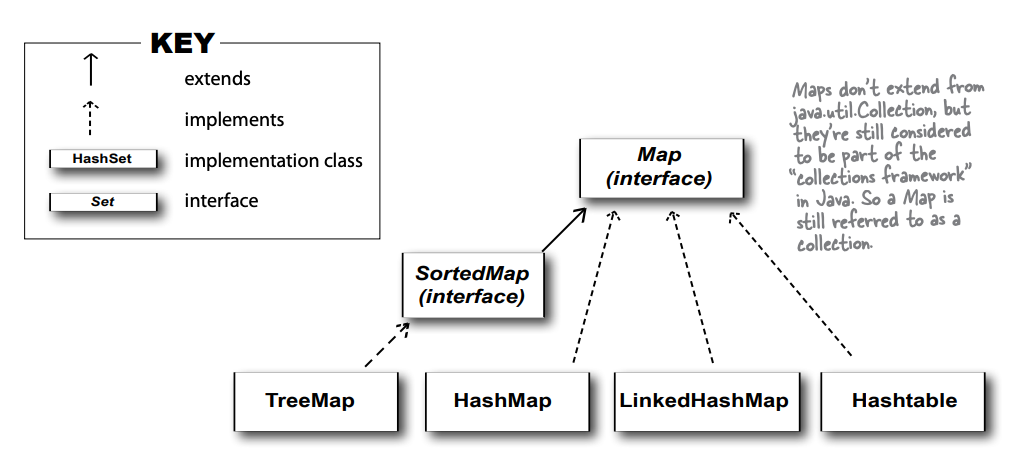 KEY
extends
implements
HashSet
implementation class
Set
interface
Maps don't extend from
java.util.Collection, but
they're still considered
to be part of the
“collections framework”
in Java. So a Map is
still referred to as a
collection.
Map
(interface)
SortedMap
(interface)
TreeMap
HashMap
LinkedHashMap
Hashtable